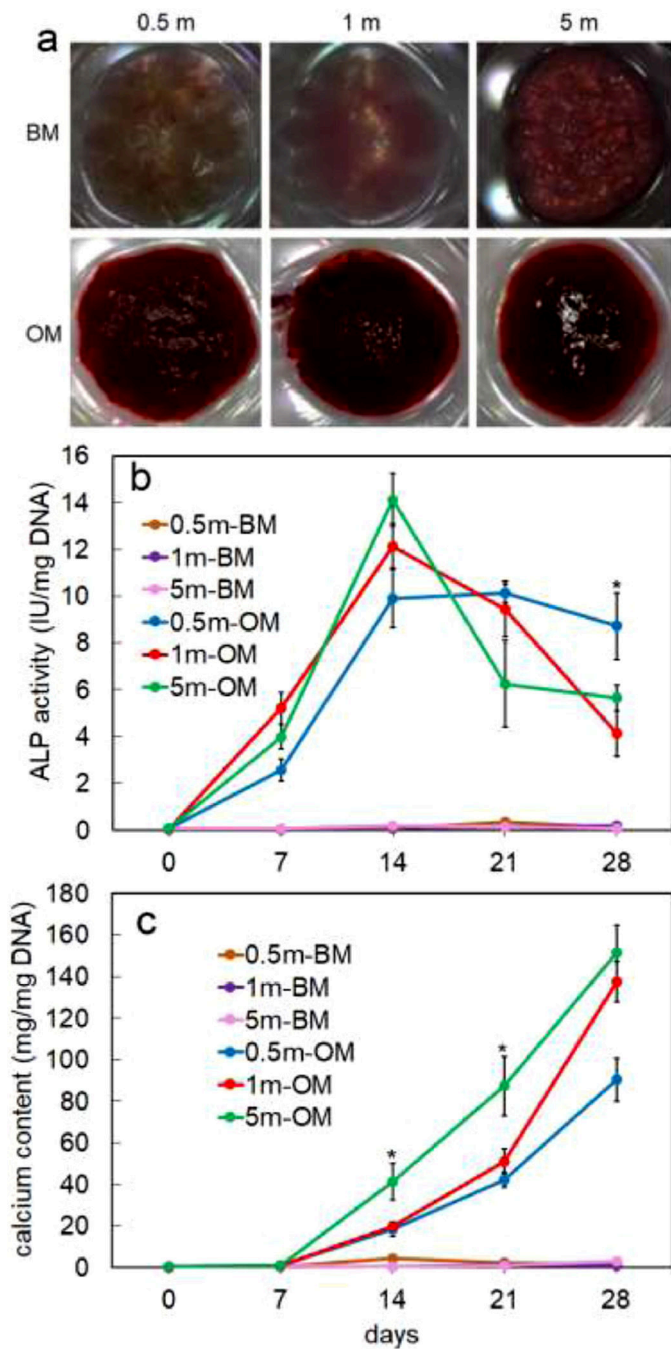 a
0.5 m 1 m 5 m
BM
OM
b
16
14
12
10
8
6
4
2
0
ALP activity (IU/mg DNA)
0.5m-BM
1m-BM
5m-BM
0.5m-OM
1m-OM
5m-OM
*
0 7 14 21 28
c
180
160
140
120
100
80
60
40
20
0
calcium content (mg/mg DNA)
0.5m-BM
1m-BM
5m-BM
0.5m-OM
1m-OM
5m-OM
*
*
0 7 14 21 28
days